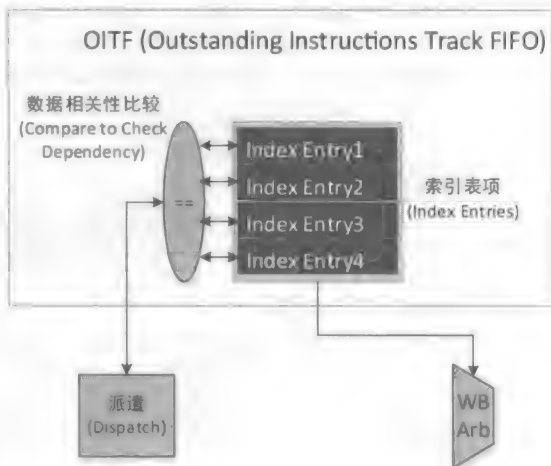 OITF (Outstanding Instructions Track FIFO)
数据相关性比较
(Compare to Check
Dependency)
==
Index Entry1
Index Entry2
Index Entry3
Index Entry4
索引表项
(Index Entries)
派遣
(Dispatch)
WB
Arb